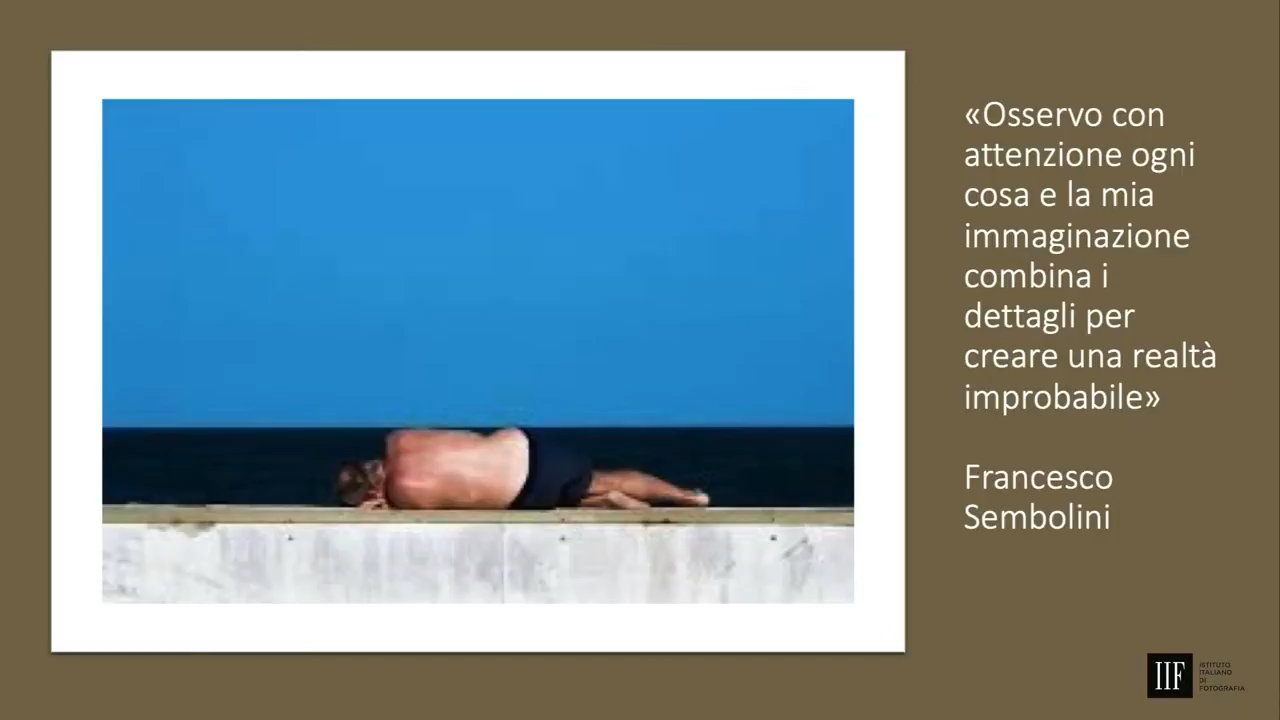 «Osservo con
attenzione ogni
cosa e la mia
immaginazione
combina i
dettagli per
creare una realtà
improbabile»
Francesco
Sembolini
IIF
ISTITUTO
ITALIANO
DI
FOTOGRAFIA